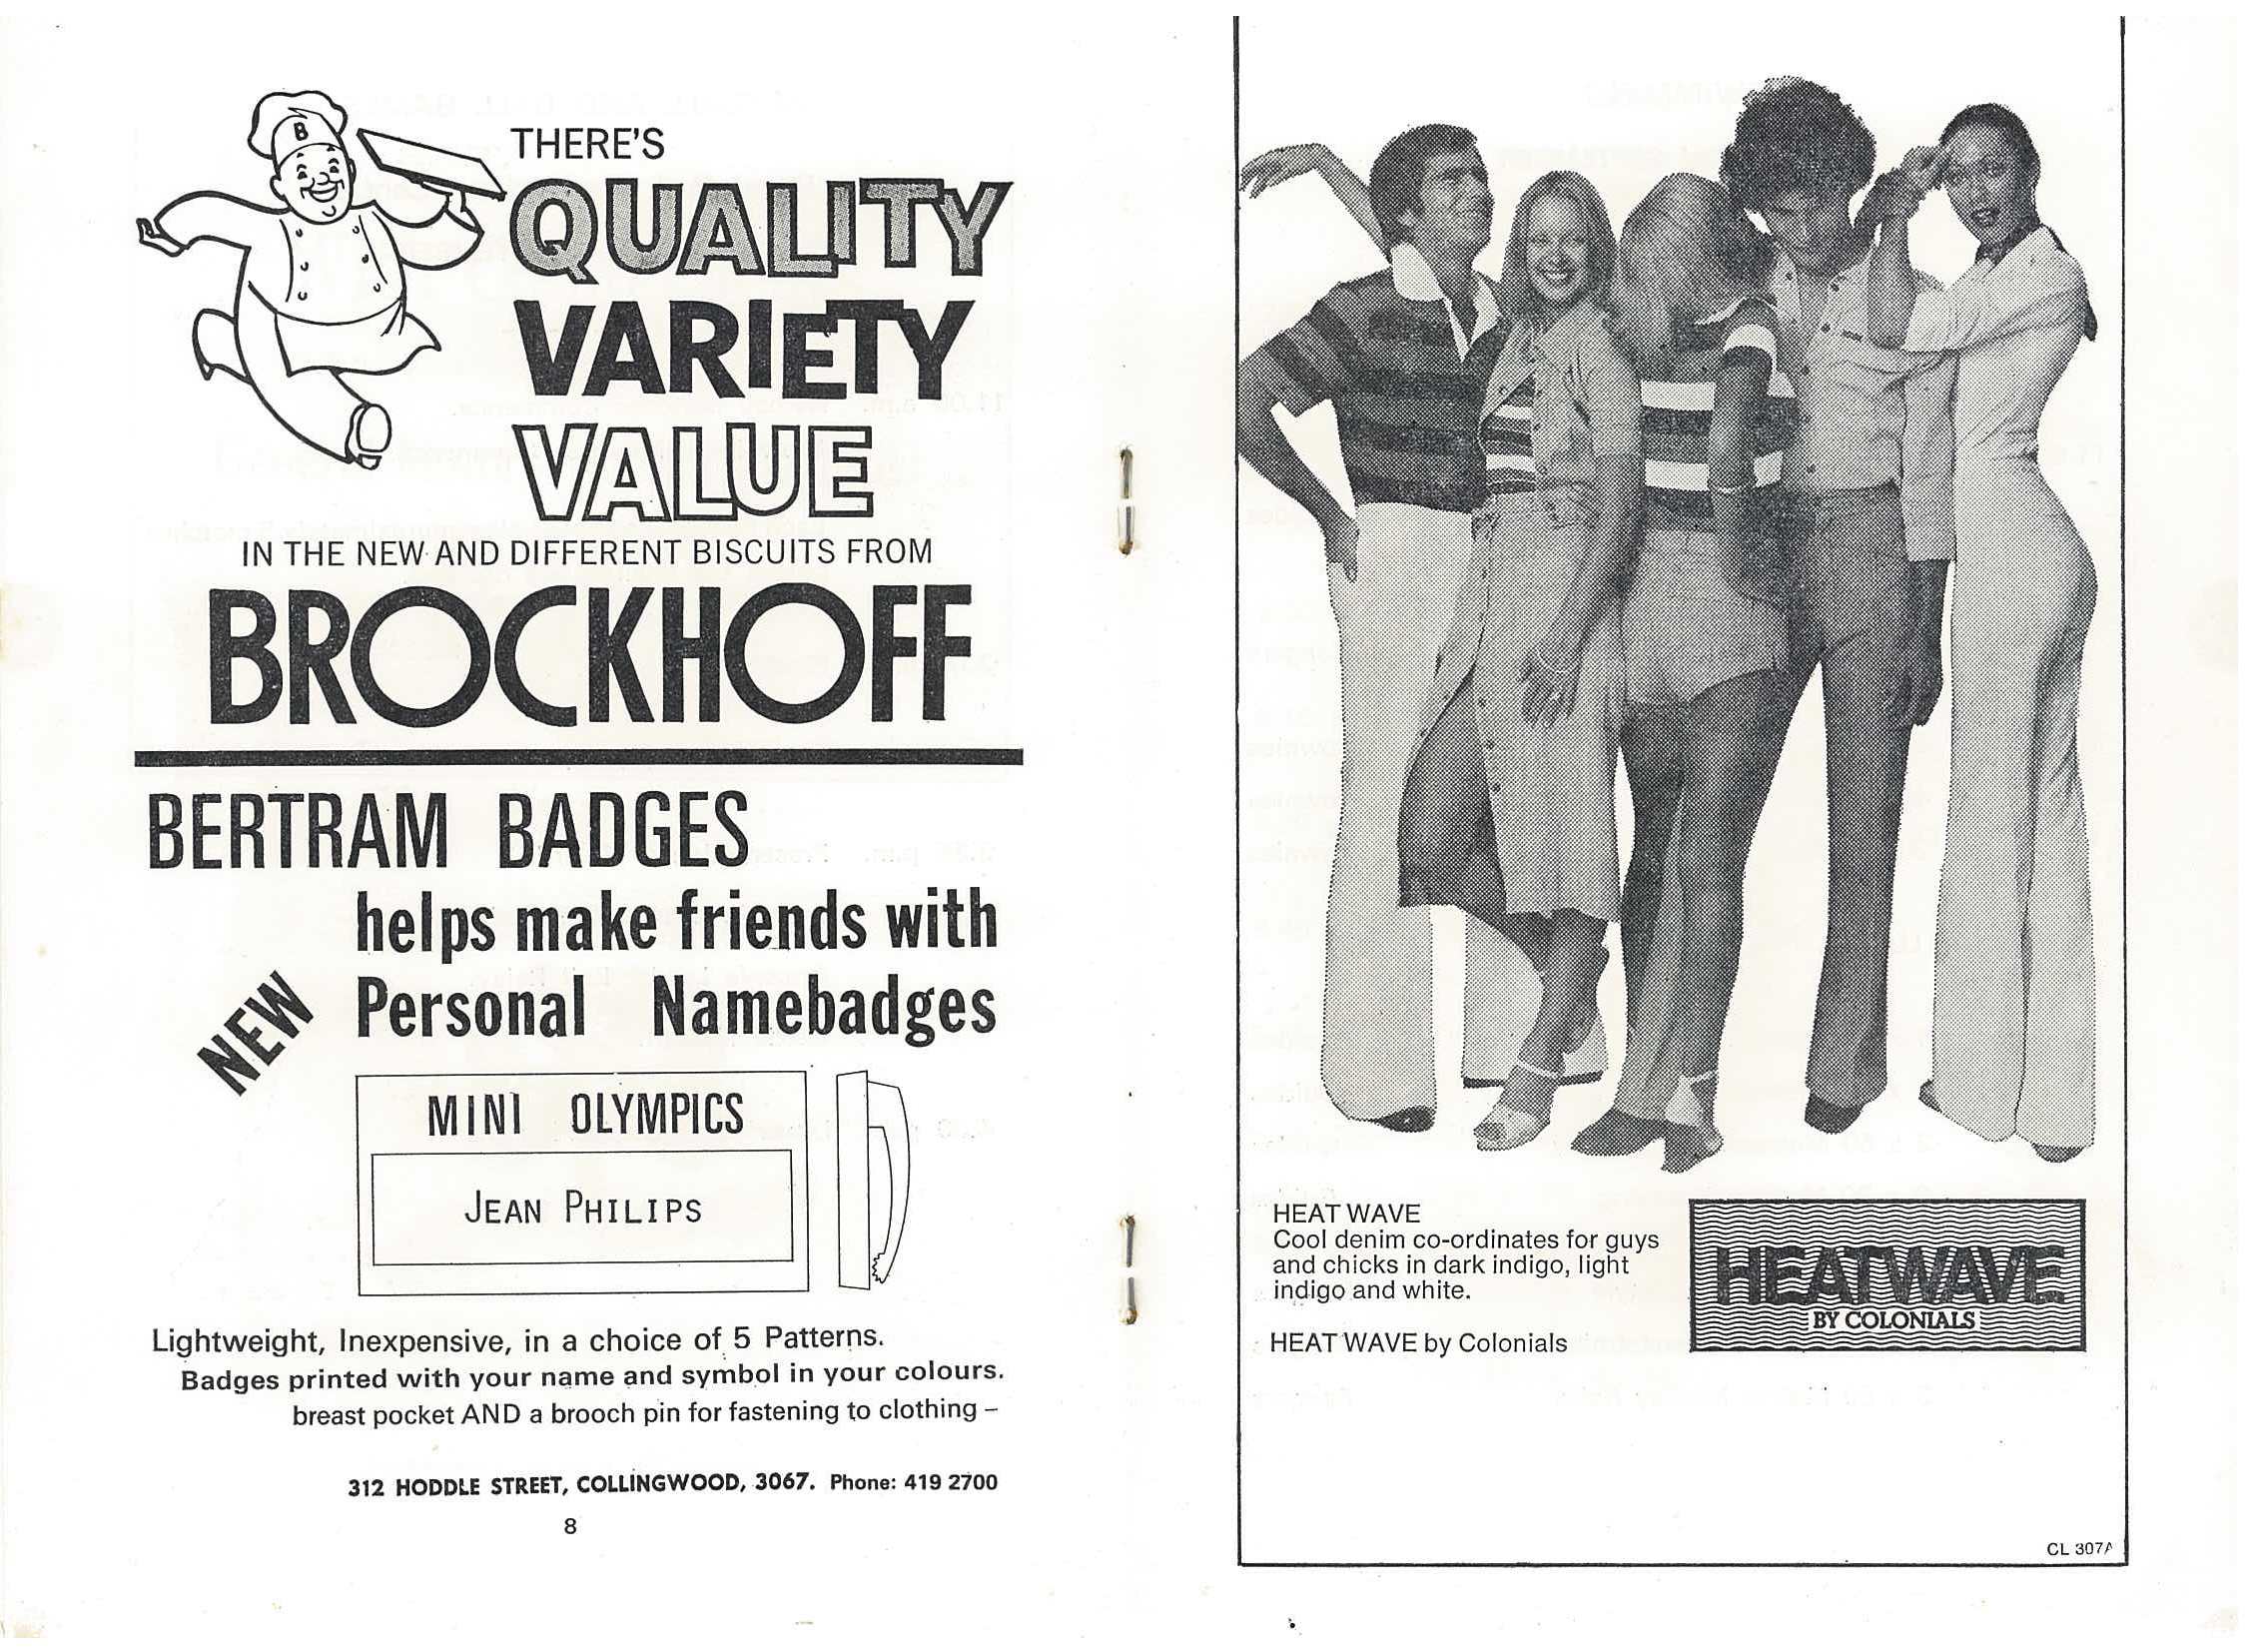 B
THERE'S
QUALITY
VARIETY
VALUE
IN THE NEW AND DIFFERENT BISCUITS FROM
BROCKHOFF
BERTRAM BADGES
helps make friends with
NEW
Personal Namebadges
MINI OLYMPICS
JEAN PHILIPS
Lightweight, Inexpensive, in a choice of 5 Patterns.
Badges printed with your name and symbol in your colours.
breast pocket AND a brooch pin for fastening to clothing –
312 HODDLE STREET, COLLINGWOOD, 3067. Phone: 419 2700
8
HEAT WAVE
Cool denim co-ordinates for guys
and chicks in dark indigo, light
indigo and white.
HEAT WAVE by Colonials
HEATWAVE
BY COLONIALS
CL 307A